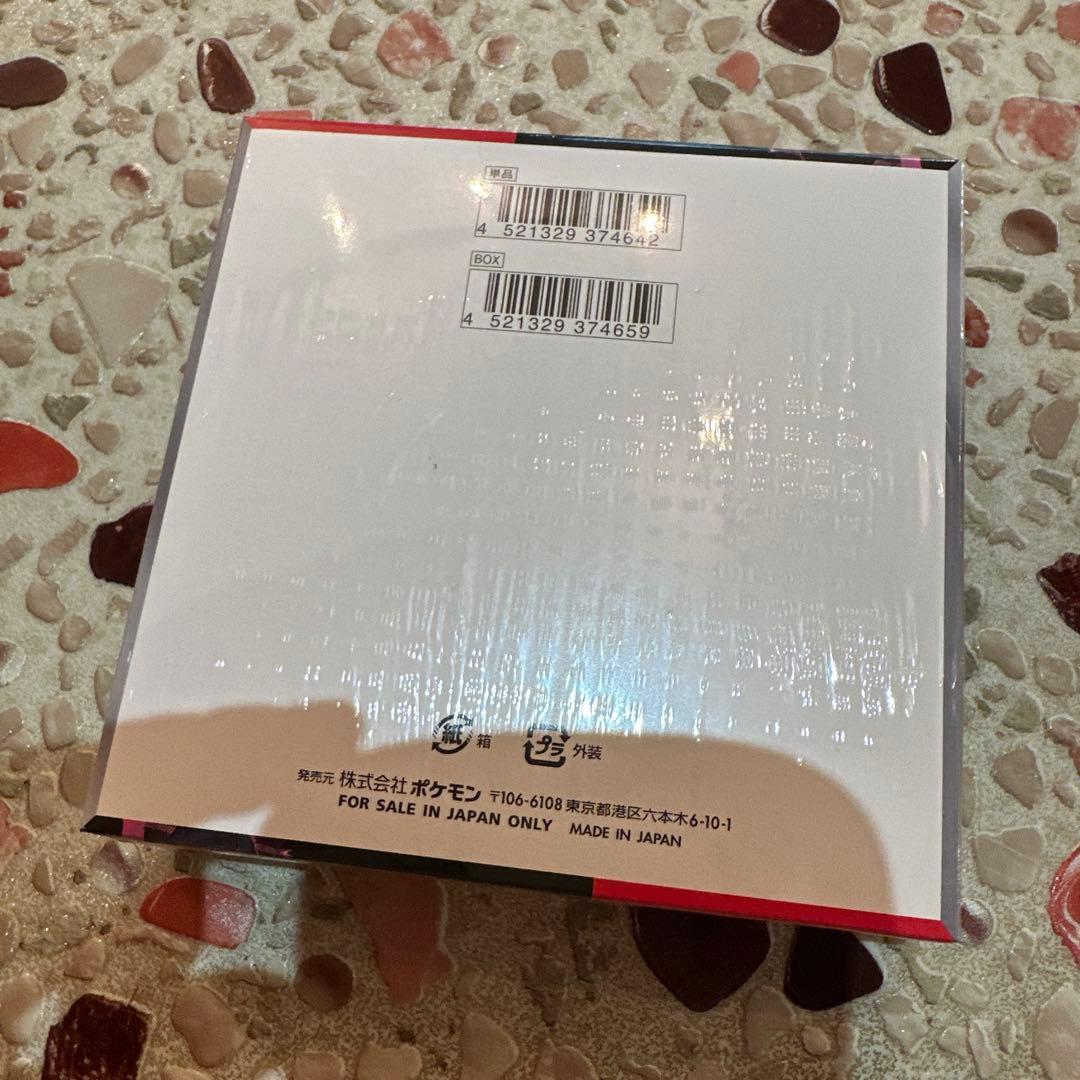 単品
4 521329 374642
BOX
4 521329 374659
紙 箱 プラ 外装
発売元 株式会社 ポケモン 〒106-6108 東京都港区六本木6-10-1
FOR SALE IN JAPAN ONLY MADE IN JAPAN